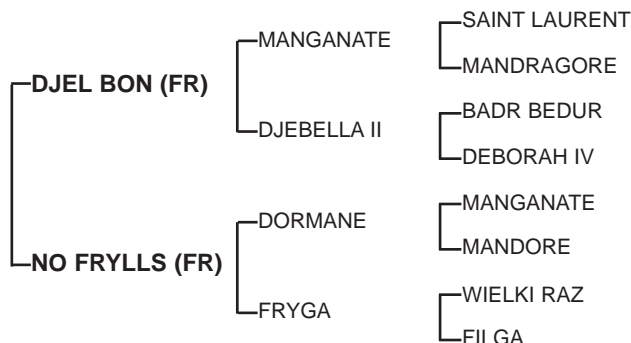 SAINT LAURENT
MANGANATE
MANDRAGORE
DJEL BON (FR)
BADR BEDUR
DJEBELLA II
DEBORAH IV
MANGANATE
DORMANE
MANDORE
NO FRYLLS (FR)
WIELKI RAZ
FRYGA
FILGA